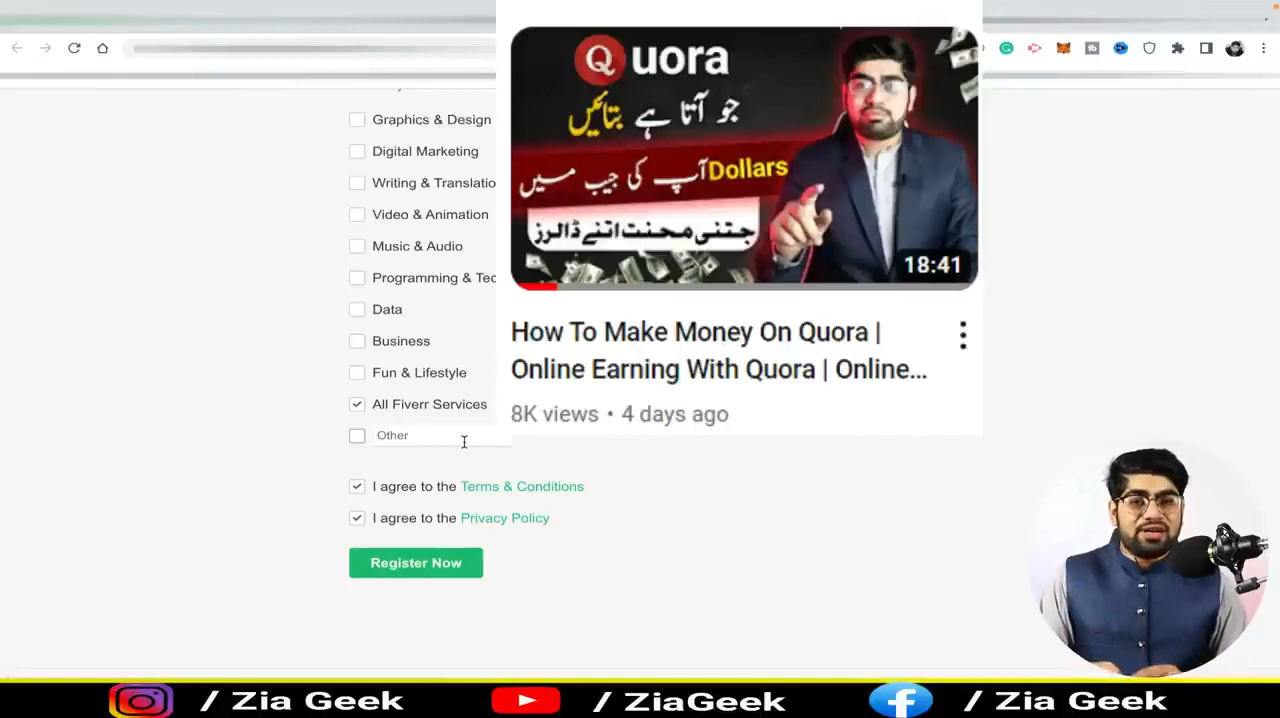 Graphics & Design
Digital Marketing
Writing & Translatio
Video & Animation
Music & Audio
Programming & Tec
Data
Business
Fun & Lifestyle
All Fiverr Services
Other
I agree to the Terms & Conditions
I agree to the Privacy Policy
Register Now
Quora
جو آتا ہے بتائیں
Dollars آپ کی جیب میں
جتنی محنت اتنے ڈالرز
18:41
How To Make Money On Quora |
Online Earning With Quora | Online...
8K views • 4 days ago
/ Zia Geek
/ ZiaGeek
/ Zia Geek